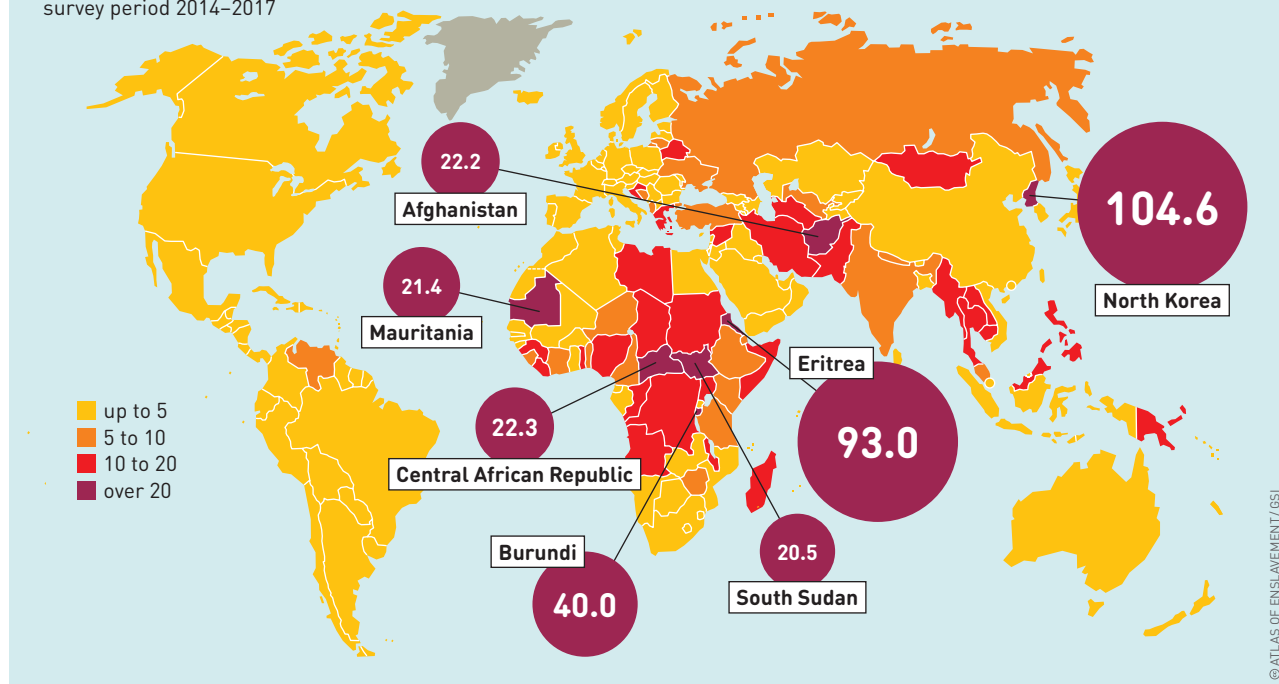 survey period 2014–2017
22.2
Afghanistan
104.6
North Korea
21.4
Mauritania
Eritrea
93.0
up to 5
5 to 10
10 to 20
over 20
22.3
Central African Republic
Burundi
40.0
20.5
South Sudan
© ATLAS OF ENSLAVEMENT / GSI